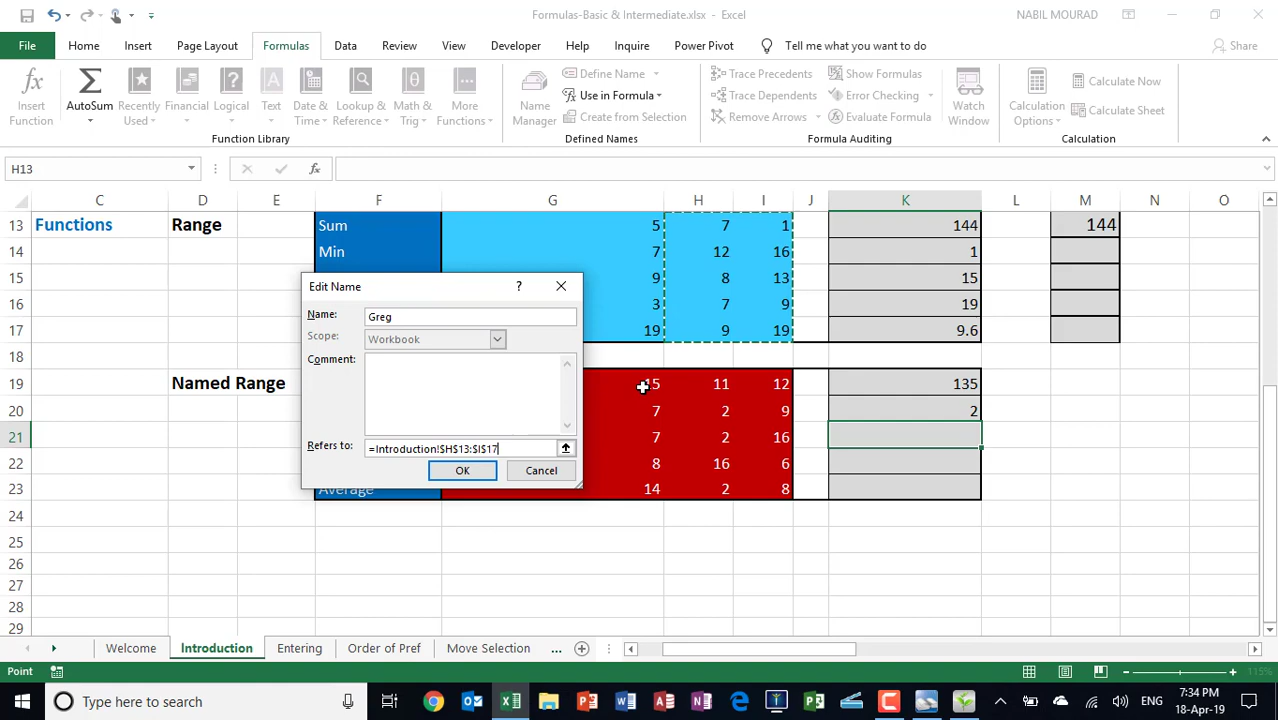 Formulas-Basic & Intermediate.xlsx - Excel
NABIL MOURAD
File Home Insert Page Layout Formulas Data Review View Developer Help Inquire Power Pivot Tell me what you want to do Share
Insert Function
AutoSum
Recently Used
Financial
Logical
Text
Date & Time
Lookup & Reference
Math & Trig
More Functions
Function Library
Name Manager
Define Name
Use in Formula
Create from Selection
Defined Names
Trace Precedents
Trace Dependents
Remove Arrows
Show Formulas
Error Checking
Evaluate Formula
Formula Auditing
Watch Window
Calculation Options
Calculate Now
Calculate Sheet
Calculation
H13
fx
C D E F G H I J K L M N O
13 Functions Range Sum 5 7 1 144 144
14 Min 7 12 16 1
15 9 8 13 15
16 3 7 9 19
17 19 9 19 9.6
18
19 Named Range 15 11 12 135
20 7 2 9 2
21 7 2 16
22 8 16 6
23 Average 14 2 8
24
25
26
27
28
29
Edit Name
?
Name: Greg
Scope: Workbook
Comment:
Refers to: =Introduction!$H$13:$I$17
OK Cancel
Welcome Introduction Entering Order of Pref Move Selection ...
Point
115%
Type here to search
ENG
7:34 PM
18-Apr-19